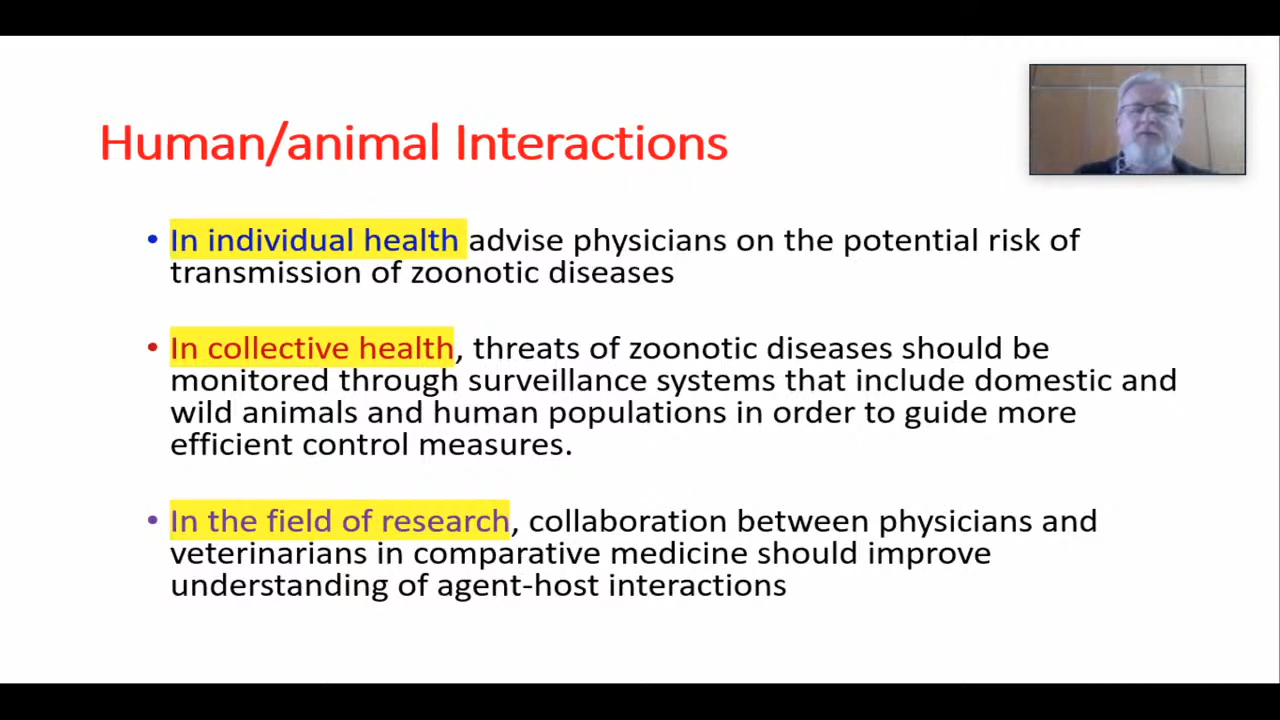 Human/animal Interactions
• In individual health advise physicians on the potential risk of
transmission of zoonotic diseases
• In collective health, threats of zoonotic diseases should be
monitored through surveillance systems that include domestic and
wild animals and human populations in order to guide more
efficient control measures.
• In the field of research, collaboration between physicians and
veterinarians in comparative medicine should improve
understanding of agent-host interactions